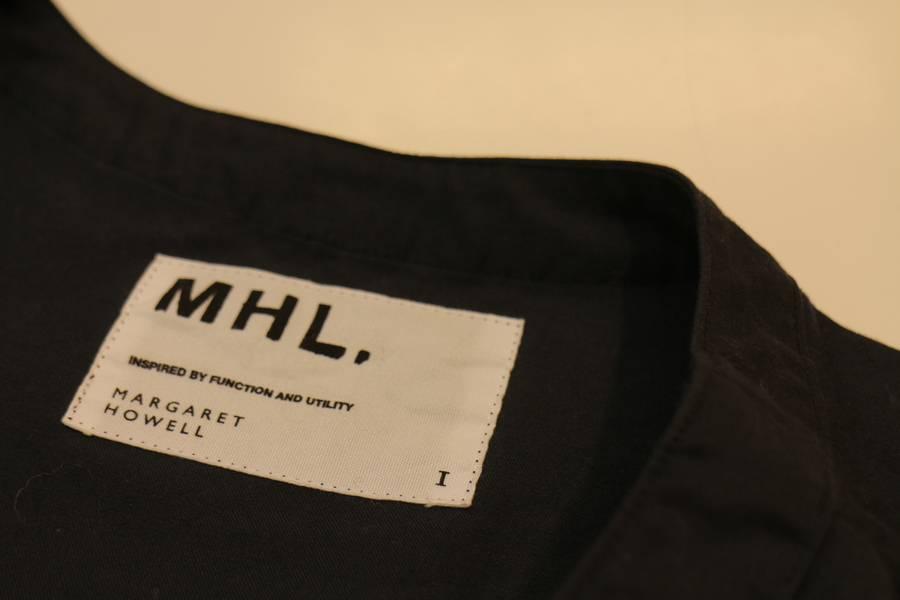 MHL.
INSPIRED BY FUNCTION AND UTILITY
MARGARET
HOWELL
I